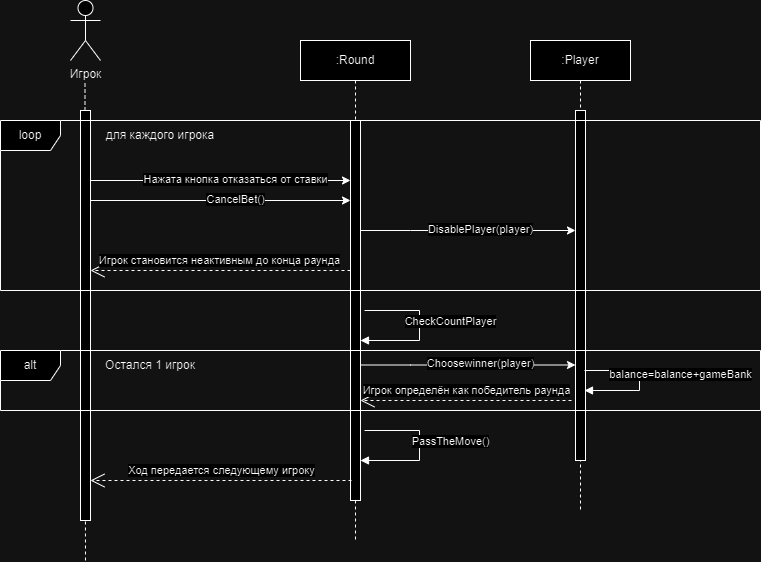 Игрок
:Round
:Player
loop
для каждого игрока
Нажата кнопка отказаться от ставки
CancelBet()
DisablePlayer(player)
Игрок становится неактивным до конца раунда
CheckCountPlayer
alt
Остался 1 игрок
Choosewinner(player)
balance=balance+gameBank
Игрок определён как победитель раунда
PassTheMove()
Ход передается следующему игроку